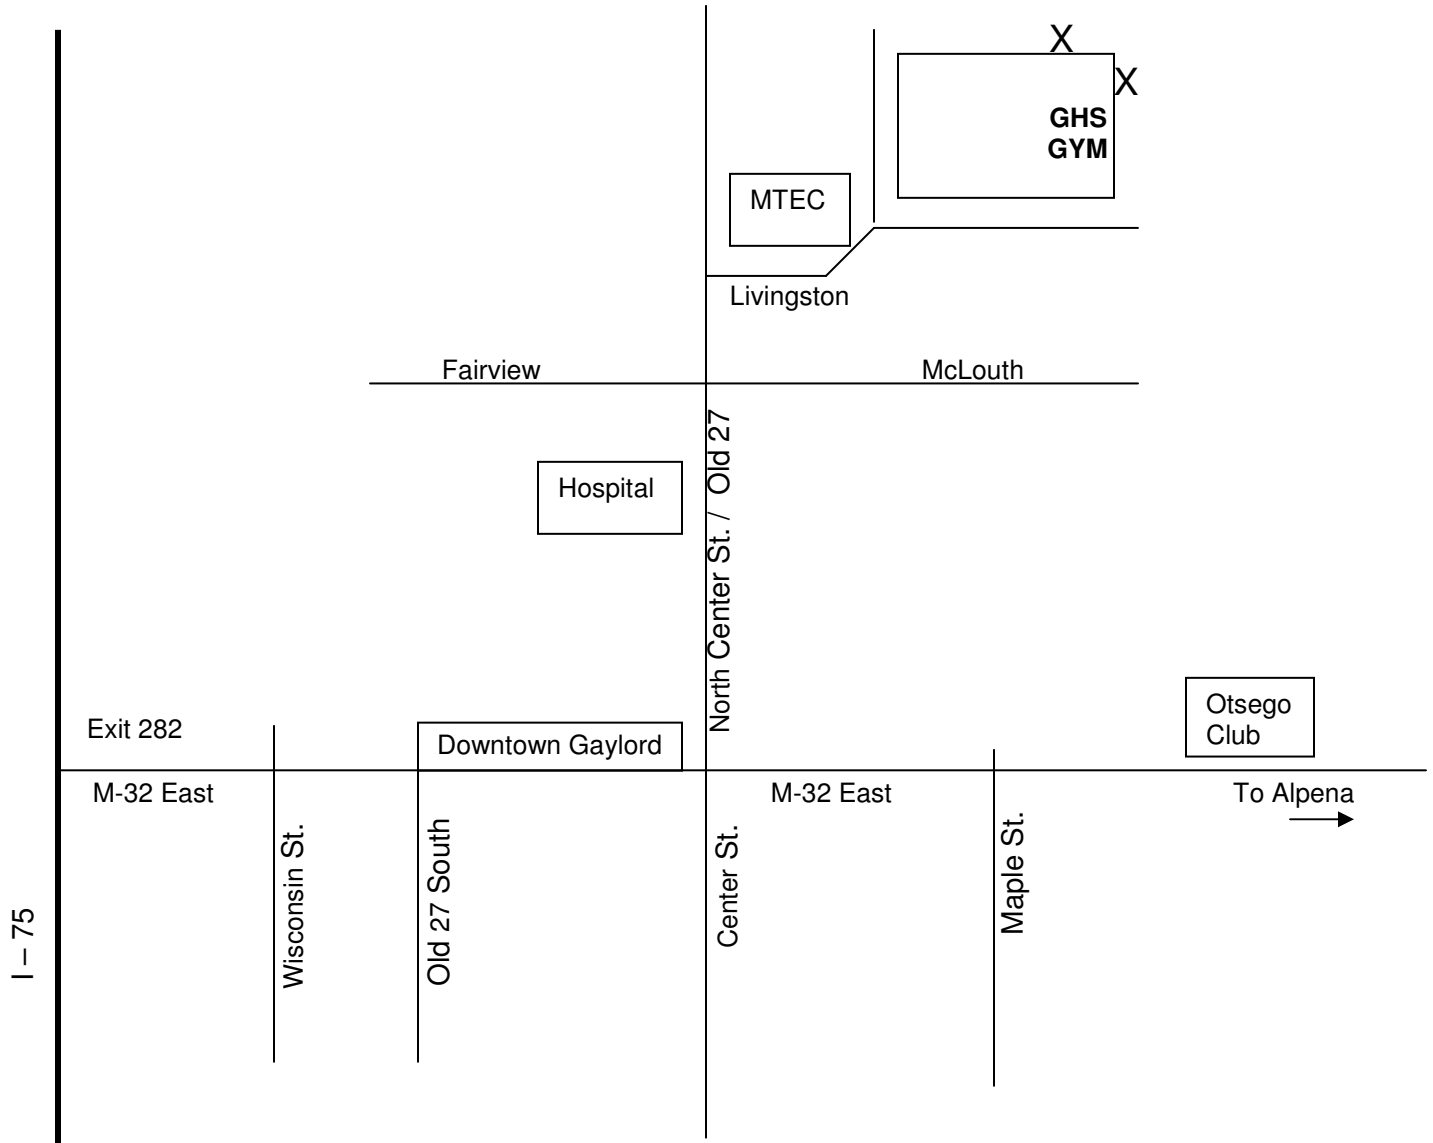 X
X
GHS
GYM
MTEC
Livingston
Fairview
McLouth
North Center St. / Old 27
Hospital
Otsego
Club
Exit 282
Downtown Gaylord
M-32 East
M-32 East
To Alpena
Wisconsin St.
Old 27 South
Center St.
Maple St.
I – 75